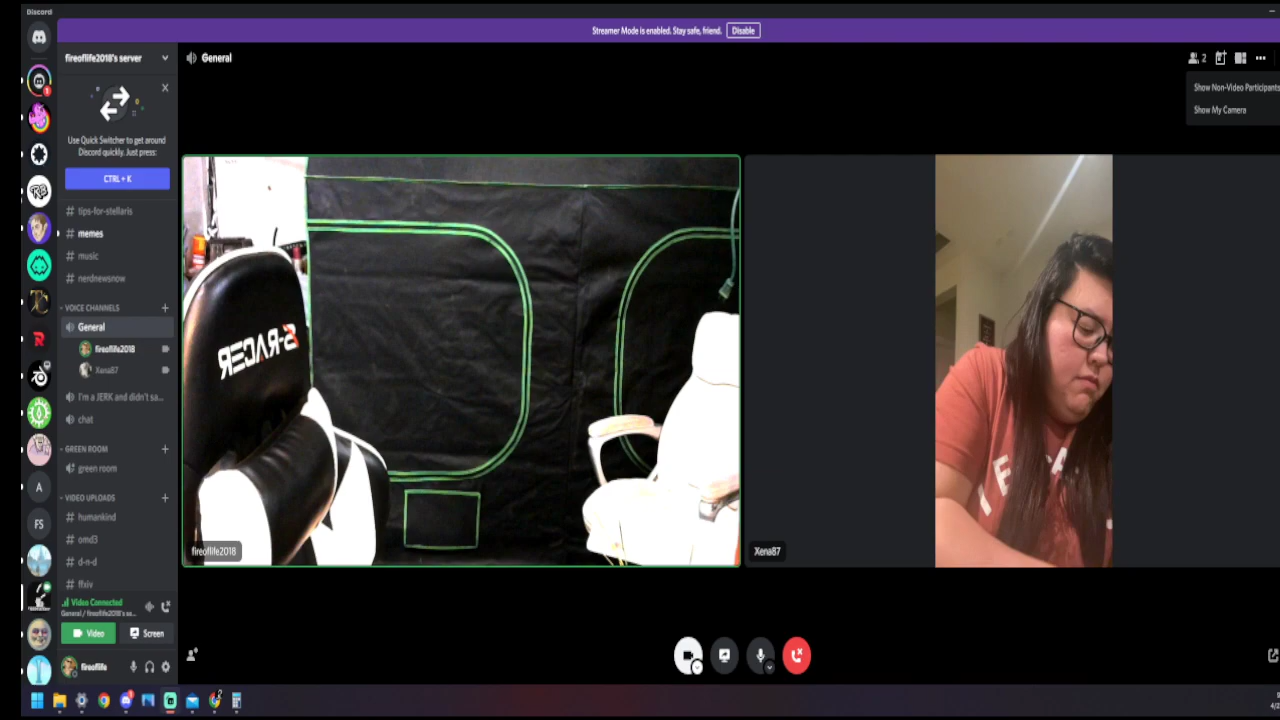 Discord
Streamer Mode is enabled. Stay safe, friend.
Disable
fireoflife2018's server
General
2
Show Non-Video Participants
Show My Camera
Use Quick Switcher to get around
Discord quickly. Just press:
CTRL + K
# tips-for-stellaris
# memes
# music
# nerdnewsnow
VOICE CHANNELS
General
fireoflife2018
Xena87
I'm a JERK and didn't sa...
chat
GREEN ROOM
green room
VIDEO UPLOADS
# humankind
# omd3
# d-n-d
# ffxiv
Video Connected
General / fireoflife2018's se...
Video
Screen
fireoflife
A
FS
S-RACER
fireoflife2018
Xena87